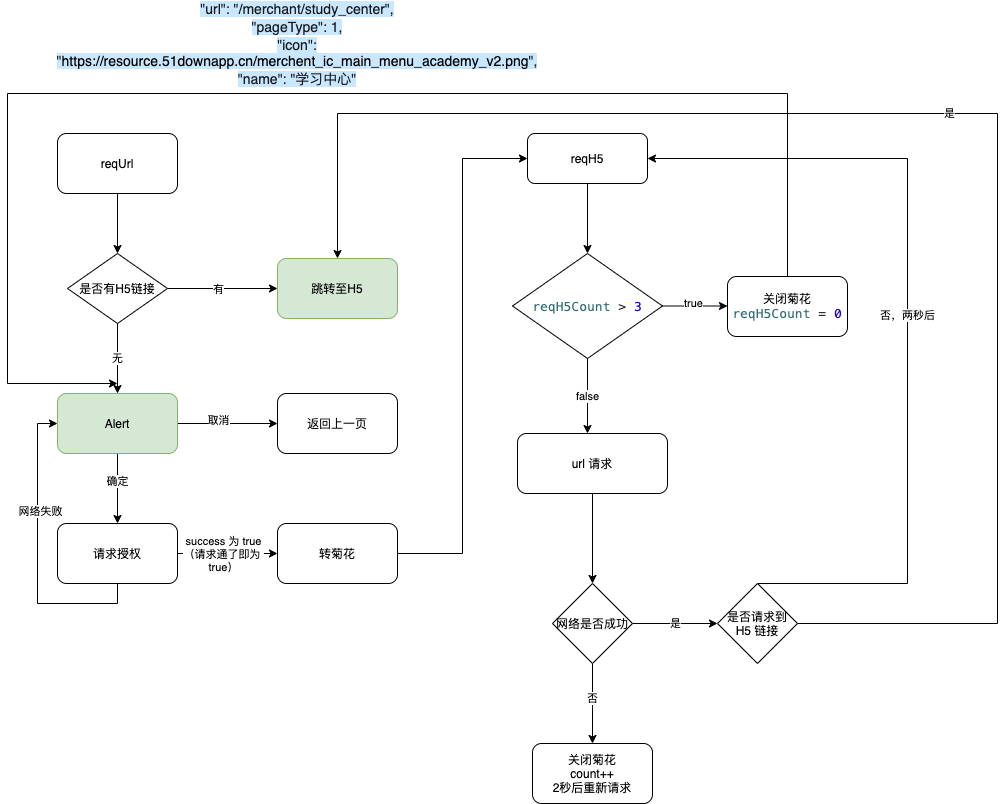 "url": "/merchant/study_center",
"pageType": 1,
"icon":
"https://resource.51downapp.cn/merchent_ic_main_menu_academy_v2.png",
"name": "学习中心"
是
reqUrl
reqH5
是否有H5链接
有
跳转至H5
reqH5Count > 3
true
关闭菊花
reqH5Count = 0
否，两秒后
无
false
Alert
取消
返回上一页
url 请求
确定
网络失败
请求授权
success 为 true
（请求通了即为
true）
转菊花
网络是否成功
是
是否请求到
H5 链接
否
关闭菊花
count++
2秒后重新请求